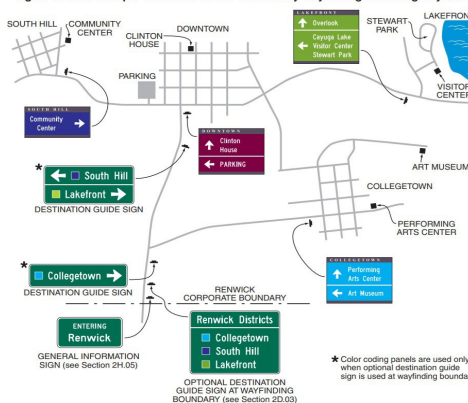 SOUTH HILL
COMMUNITY
CENTER
DOWNTOWN
CLINTON
HOUSE
PARKING
LAKEFRONT
Overlook
Cayuga Lake
Visitor Center
Stewart Park
STEWART
PARK
LAKEFRON
VISITOR
CENTER
SOUTH HILL
Community
Center
DOWNTOWN
Clinton
House
PARKING
ART MUSEUM
* South Hill
Lakefront
DESTINATION GUIDE SIGN
COLLEGETOWN
PERFORMING
ARTS CENTER
* Collegetown
DESTINATION GUIDE SIGN
COLLEGETOWN
Performing
Arts Center
Art Museum
RENWICK
CORPORATE BOUNDARY
ENTERING
Renwick
GENERAL INFORMATION
SIGN (see Section 2H.05)
Renwick Districts
Collegetown
South Hill
Lakefront
OPTIONAL DESTINATION
GUIDE SIGN AT WAYFINDING
BOUNDARY (see Section 2D.03)
* Color coding panels are used only
when optional destination guide
sign is used at wayfinding bounda